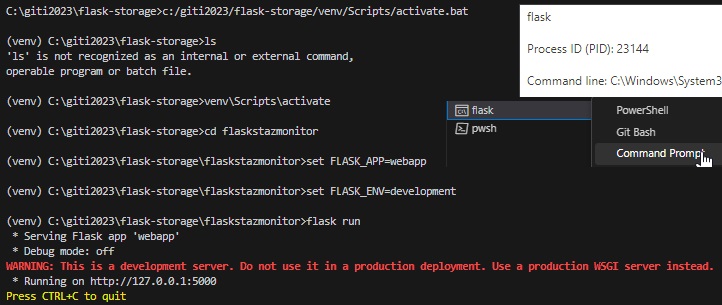 C:\giti2023\flask-storage>c:/giti2023/flask-storage/venv/Scripts/activate.bat
(venv) C:\giti2023\flask-storage>ls
'ls' is not recognized as an internal or external command,
operable program or batch file.
(venv) C:\giti2023\flask-storage>venv\Scripts\activate
(venv) C:\giti2023\flask-storage>cd flaskstazmonitor
(venv) C:\giti2023\flask-storage\flaskstazmonitor>set FLASK_APP=webapp
(venv) C:\giti2023\flask-storage\flaskstazmonitor>set FLASK_ENV=development
(venv) C:\giti2023\flask-storage\flaskstazmonitor>flask run
* Serving Flask app 'webapp'
* Debug mode: off
WARNING: This is a development server. Do not use it in a production deployment. Use a production WSGI server instead.
* Running on http://127.0.0.1:5000
Press CTRL+C to quit
flask
Process ID (PID): 23144
Command line: C:\Windows\System3
flask
pwsh
PowerShell
Git Bash
Command Prompt